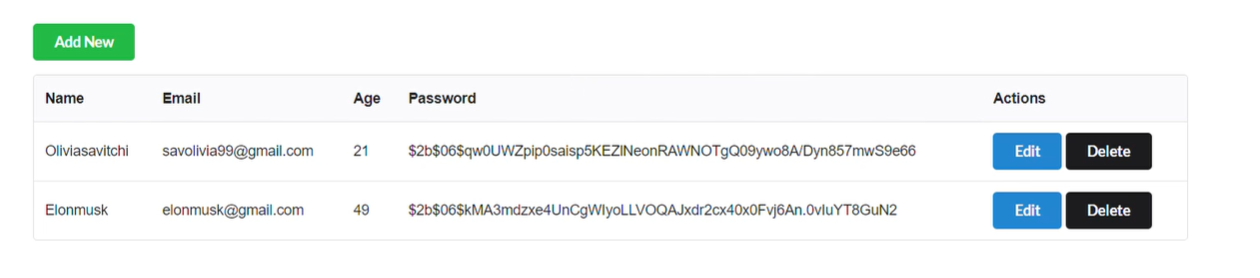 Add New
Name Email Age Password Actions
Oliviasavitchi savolivia99@gmail.com 21 $2b$06$qw0UWZpip0saisp5KEZlNeonRAWNOTgQ09ywo8A/Dyn857mwS9e66 Edit Delete
Elonmusk elonmusk@gmail.com 49 $2b$06$kMA3mdzxe4UnCgWIyoLLVOQAJxdr2cx40x0Fvj6An.0vIuYT8GuN2 Edit Delete